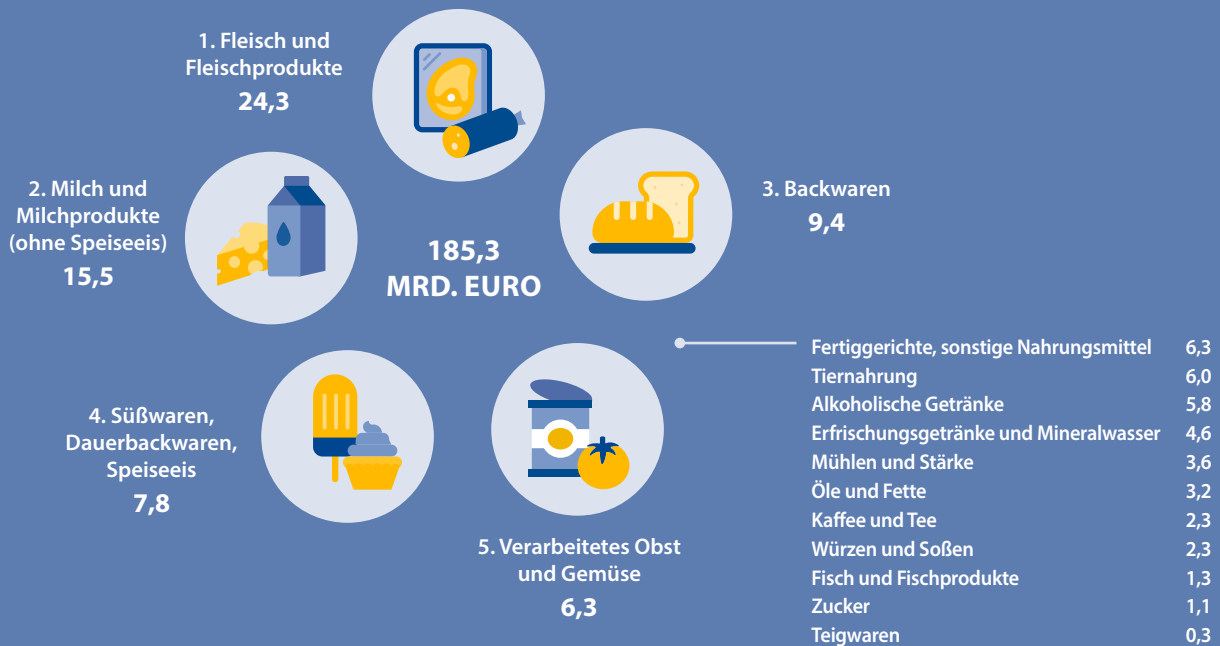 1. Fleisch und
Fleischprodukte
24,3
2. Milch und
Milchprodukte
(ohne Speiseeis)
15,5
3. Backwaren
9,4
185,3
MRD. EURO
4. Süßwaren,
Dauerbackwaren,
Speiseeis
7,8
5. Verarbeitetes Obst
und Gemüse
6,3
Fertiggerichte, sonstige Nahrungsmittel 6,3
Tiernahrung 6,0
Alkoholische Getränke 5,8
Erfrischungsgetränke und Mineralwasser 4,6
Mühlen und Stärke 3,6
Öle und Fette 3,2
Kaffee und Tee 2,3
Würzen und Soßen 2,3
Fisch und Fischprodukte 1,3
Zucker 1,1
Teigwaren 0,3